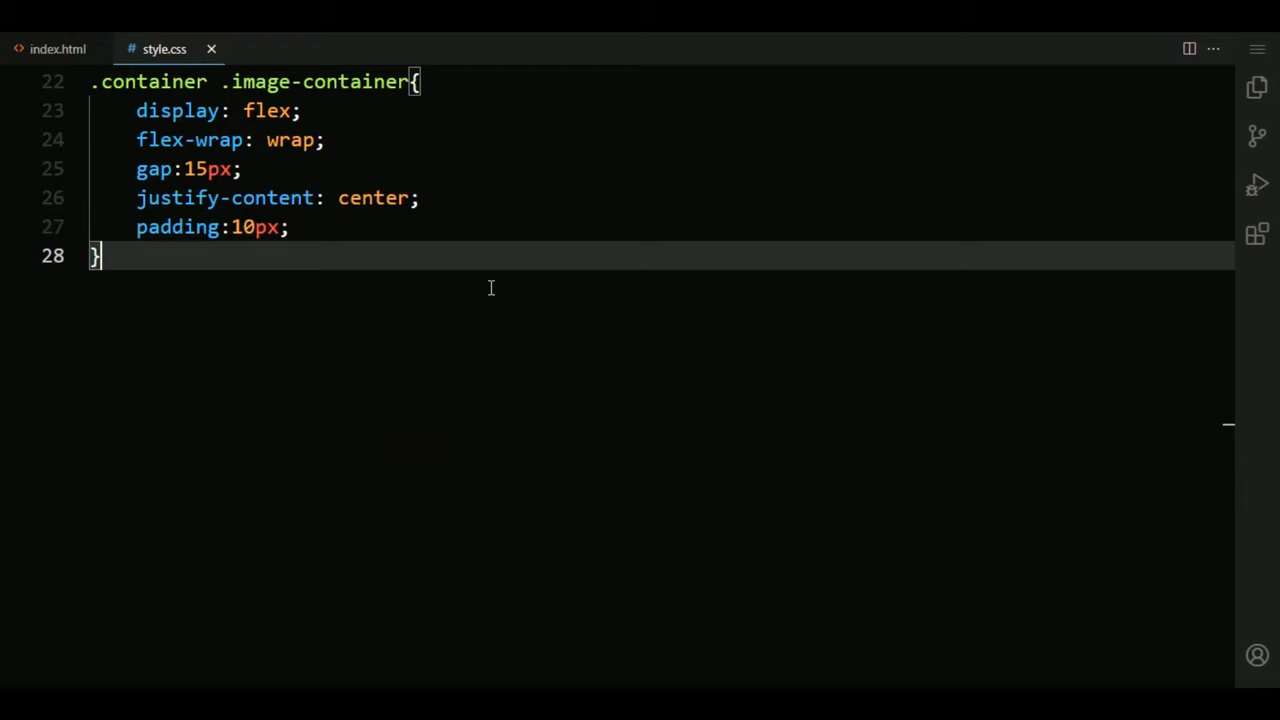 index.html # style.css
22 .container .image-container{
23 display: flex;
24 flex-wrap: wrap;
25 gap:15px;
26 justify-content: center;
27 padding:10px;
28 }